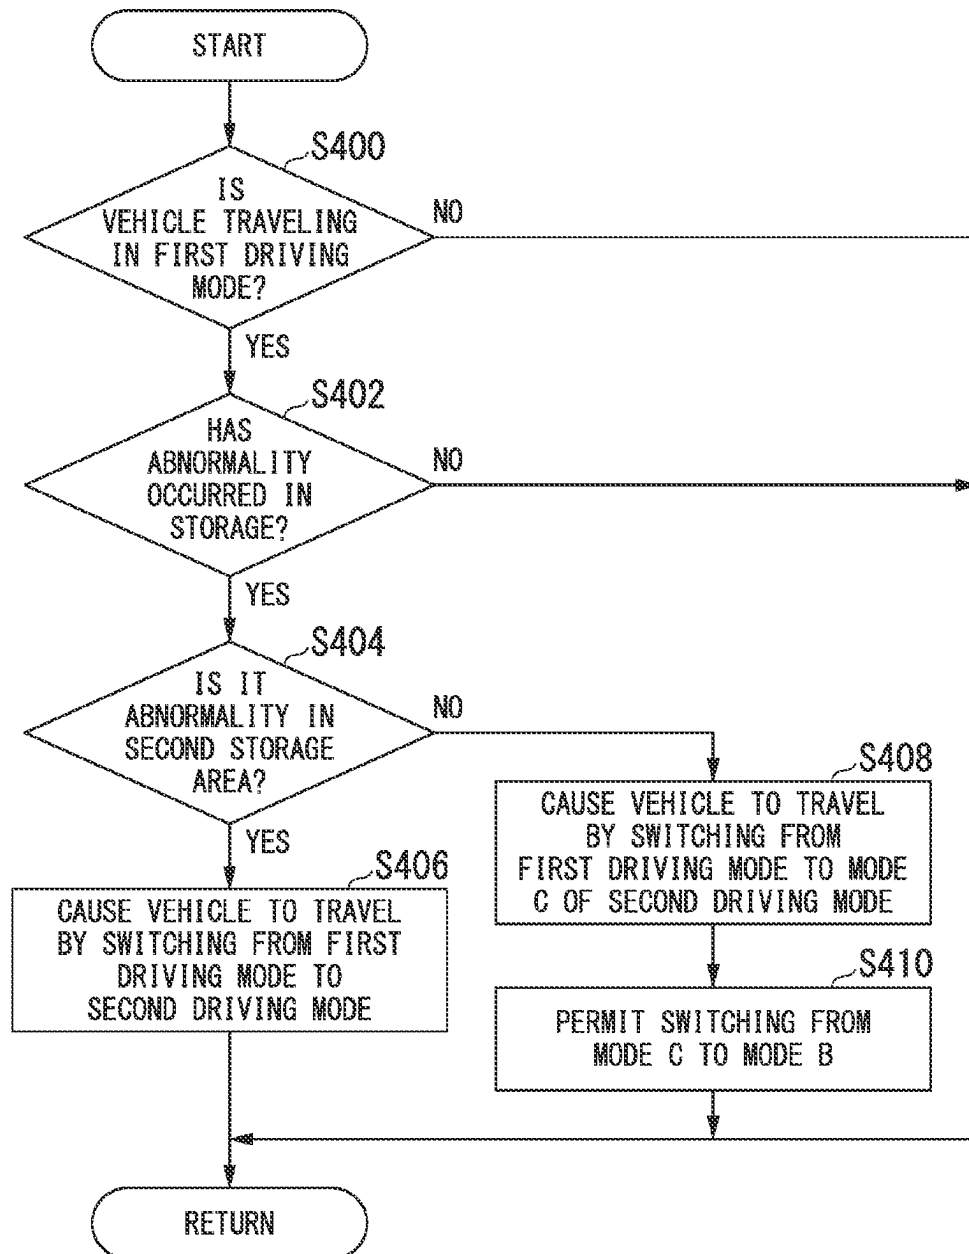 START
S400
IS
VEHICLE TRAVELING
IN FIRST DRIVING
MODE?
NO
YES
S402
HAS
ABNORMALITY
OCCURRED IN
STORAGE?
NO
YES
S404
IS IT
ABNORMALITY IN
SECOND STORAGE
AREA?
NO
YES
S406
CAUSE VEHICLE TO TRAVEL
BY SWITCHING FROM FIRST
DRIVING MODE TO
SECOND DRIVING MODE
S408
CAUSE VEHICLE TO TRAVEL
BY SWITCHING FROM
FIRST DRIVING MODE TO MODE
C OF SECOND DRIVING MODE
S410
PERMIT SWITCHING FROM
MODE C TO MODE B
RETURN